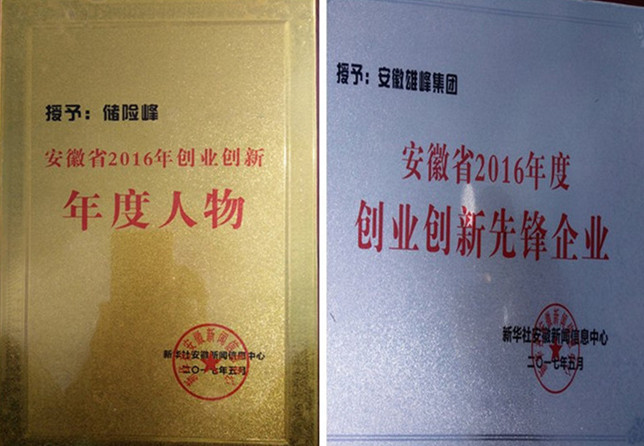 授予：储险峰
安徽省2016年创业创新
年度人物
新华社安徽新闻信息中心
二〇一七年五月
授予：安徽雄峰集团
安徽省2016年度
创业创新先锋企业
新华社安徽新闻信息中心
二〇一七年五月